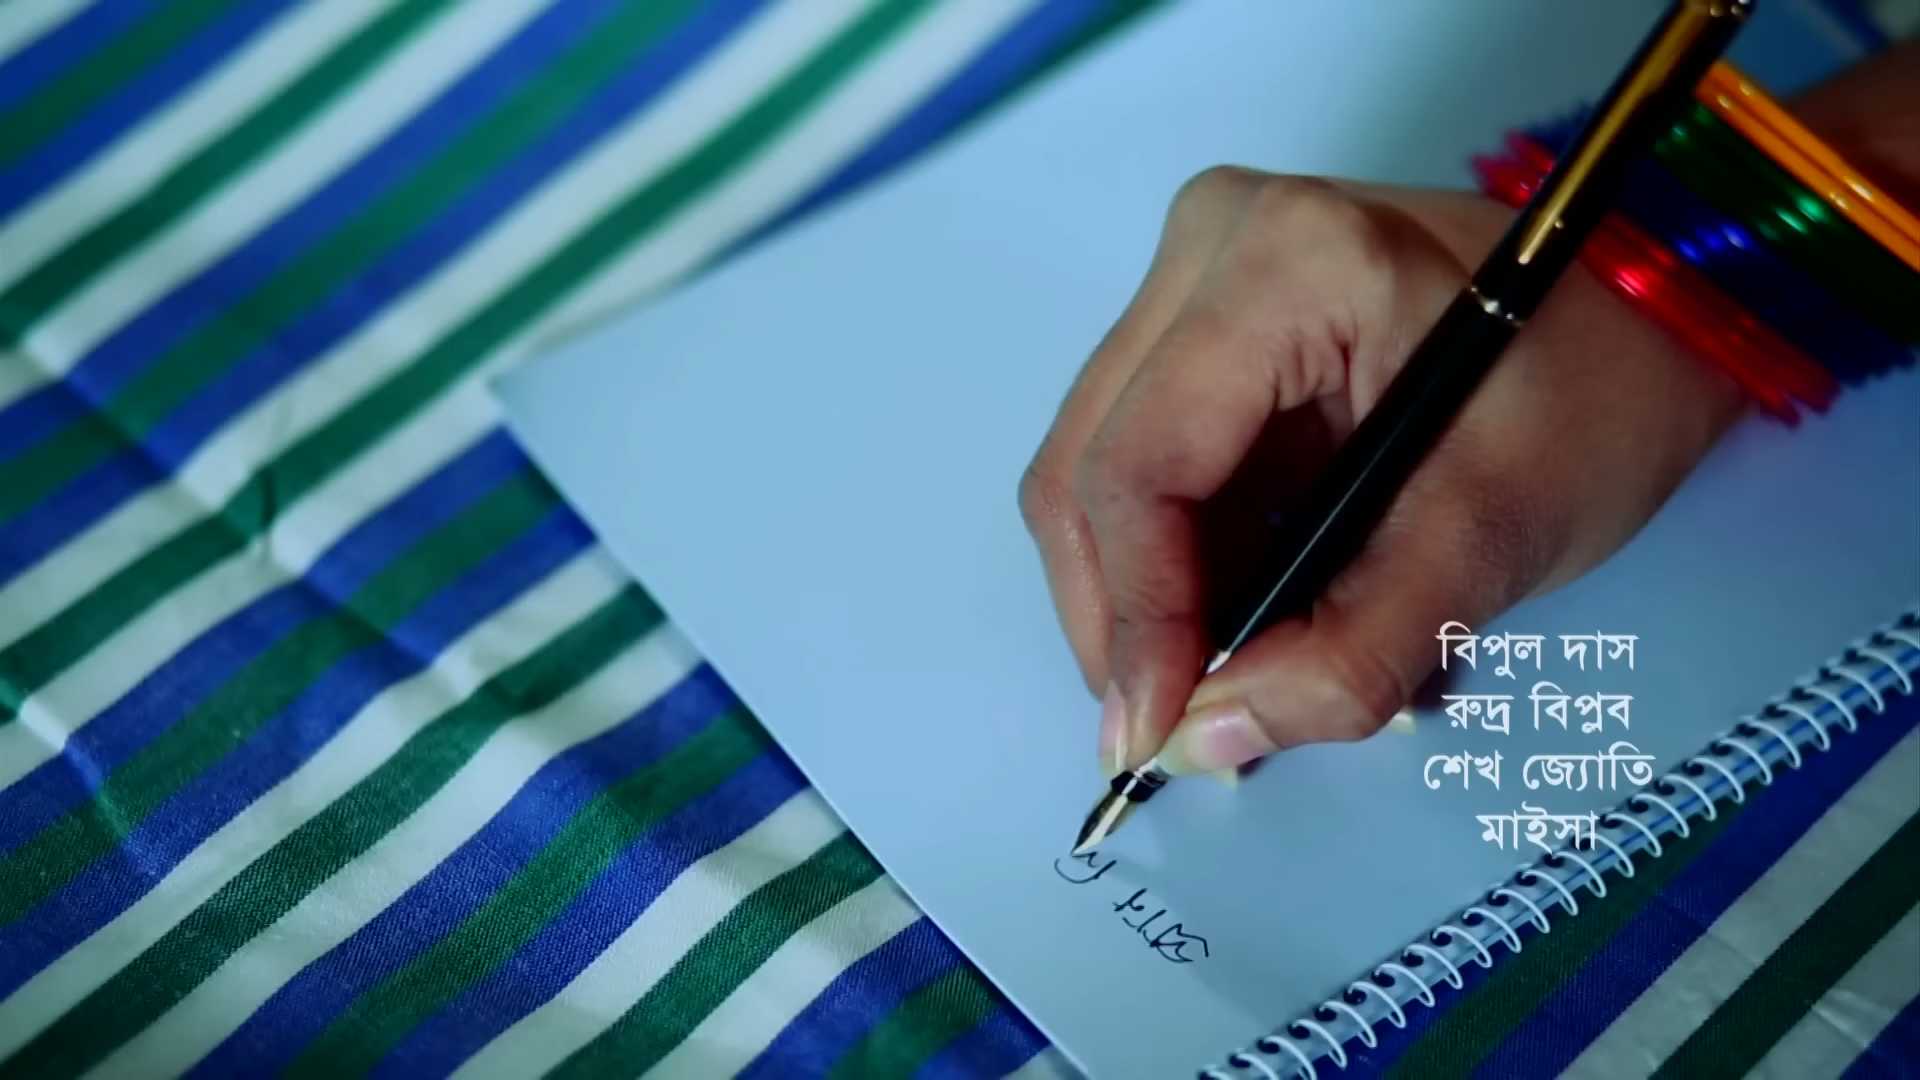 বিপুল দাস
রুদ্র বিপ্লব
শেখ জ্যোতি
মাইসা